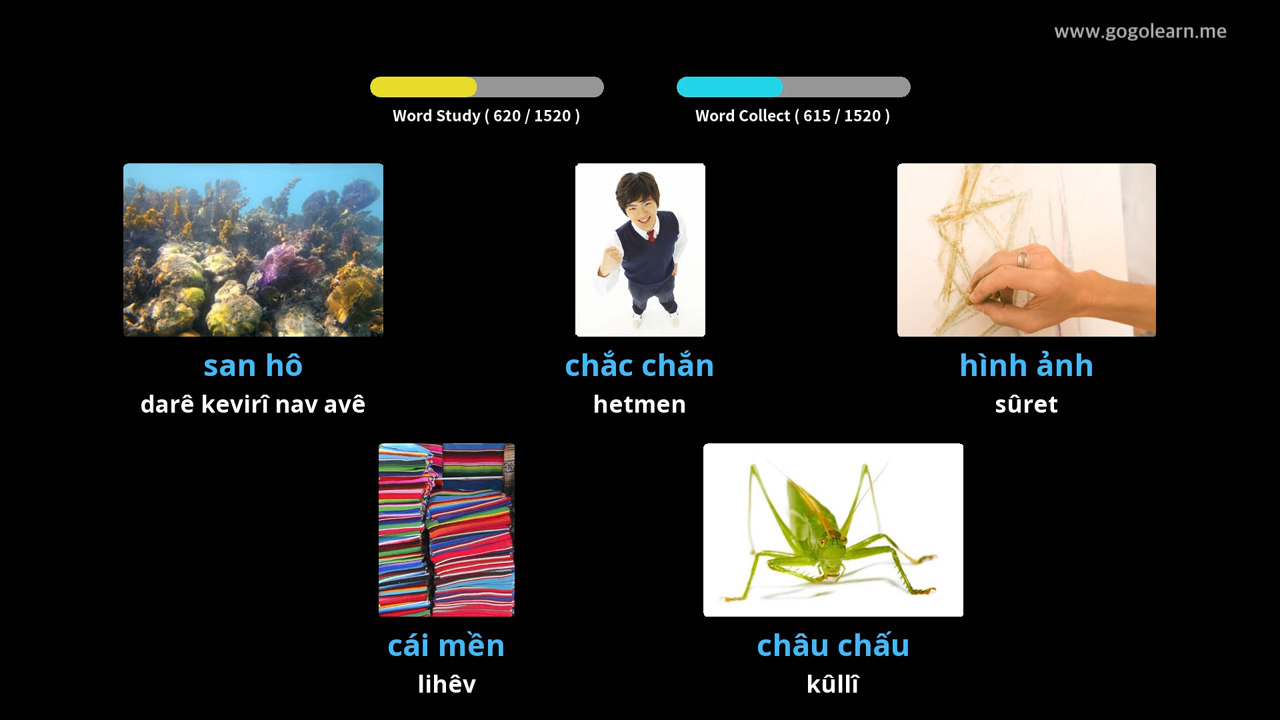 www.gogolearn.me
Word Study ( 620 / 1520 )
Word Collect ( 615 / 1520 )
san hô
darê kevirî nav avê
chắc chắn
hetmen
hình ảnh
sûret
cái mền
lihêv
châu chấu
kûllî